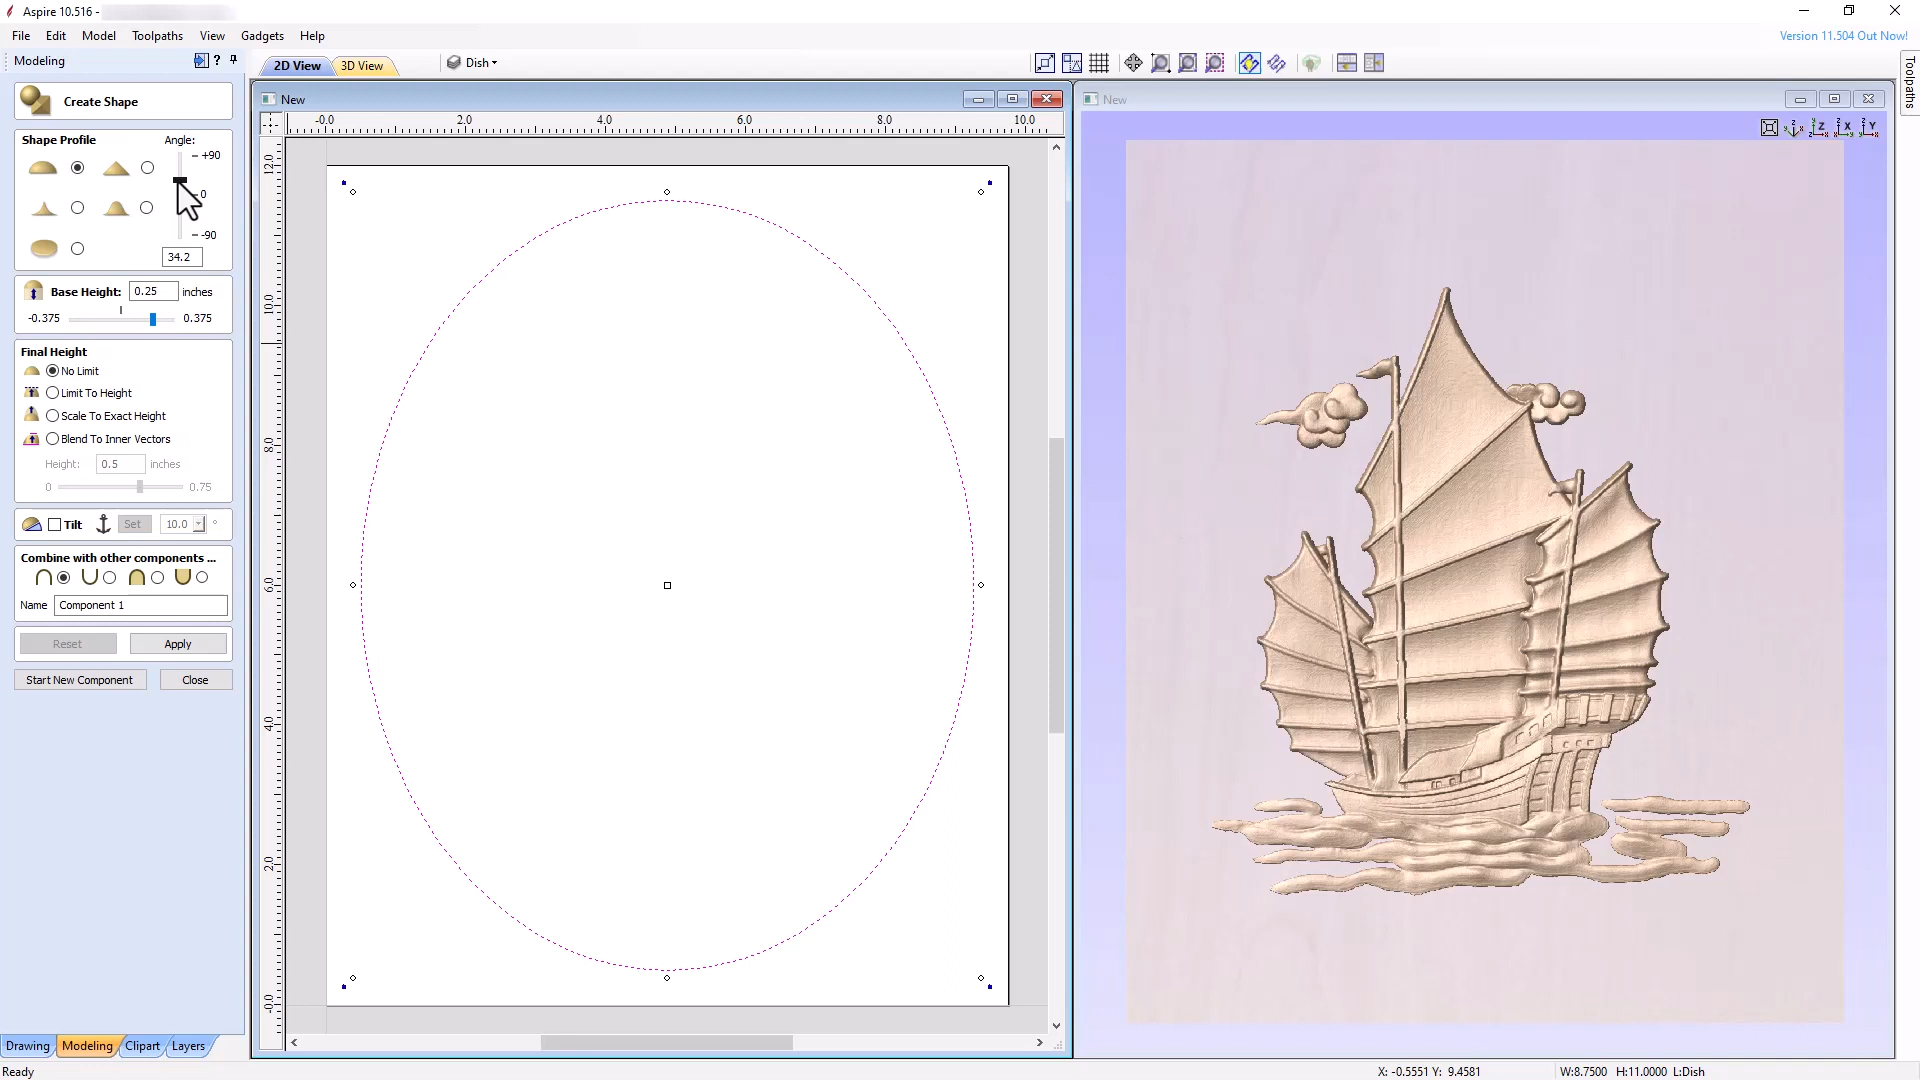 Aspire 10.516 -
File Edit Model Toolpaths View Gadgets Help
Version 11.504 Out Now!
Modeling
?
2D View 3D View Dish
Toolpaths
Create Shape
New
New
-0.0 2.0 4.0 6.0 8.0 10.0
12.0
10.0
8.0
6.0
4.0
2.0
-0.0
Shape Profile Angle:
+90
0
-90
34.2
Base Height: 0.25 inches
-0.375 0.375
Final Height
No Limit
Limit To Height
Scale To Exact Height
Blend To Inner Vectors
Height: 0.5 inches
0 0.75
Tilt Set 10.0 °
Combine with other components ...
Name Component 1
Reset Apply
Start New Component Close
Drawing Modeling Clipart Layers
Ready
X: -0.5551 Y: 9.4581 W:8.7500 H:11.0000 L:Dish